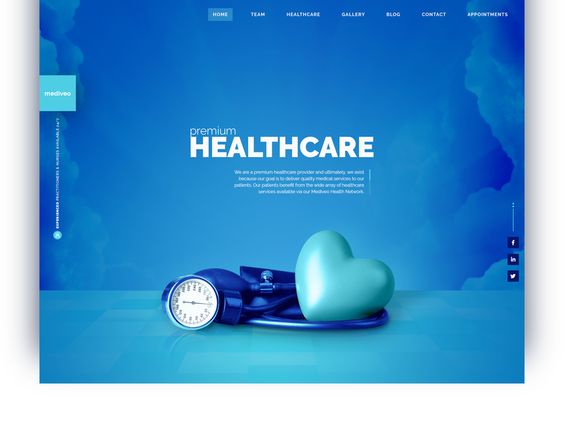 HOME TEAM HEALTHCARE GALLERY BLOG CONTACT APPOINTMENTS
mediveo
EXPERIENCED PRACTITIONERS & NURSES AVAILABLE 24/7
premium
HEALTHCARE
We are a premium healthcare provider and ultimately, we exist
because our goal is to deliver quality medical services to our
patients. Our patients benefit from the wide array of healthcare
services available via our Mediveo Health Network.